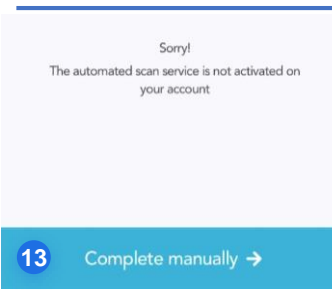 Sorry!
The automated scan service is not activated on
your account
13 Complete manually →